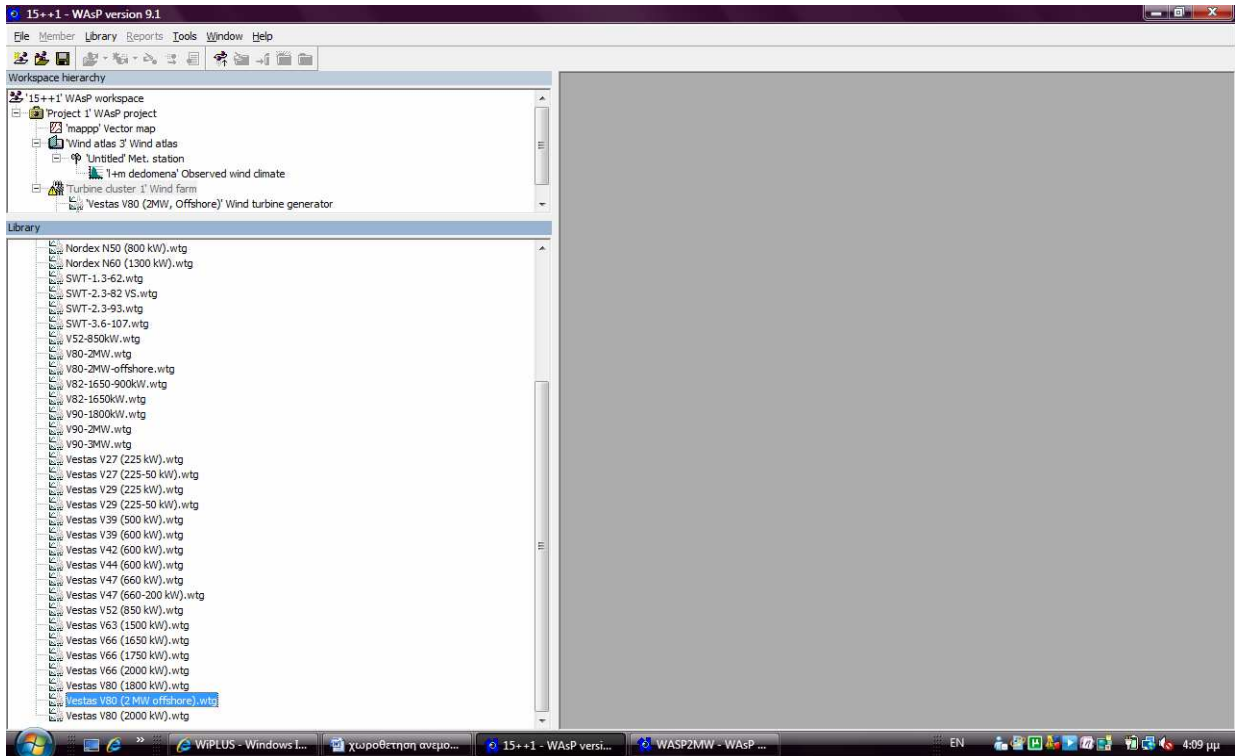 15++1 - WAsP version 9.1
File Member Library Reports Tools Window Help
Workspace hierarchy
'15++1' WAsP workspace
'Project 1' WAsP project
'mappp' Vector map
'Wind atlas 3' Wind atlas
'Untitled' Met. station
'l+m dedomena' Observed wind climate
'Turbine cluster 1' Wind farm
'Vestas V80 (2MW, Offshore)' Wind turbine generator
Library
Nordex N50 (800 kW).wtg
Nordex N60 (1300 kW).wtg
SWT-1.3-62.wtg
SWT-2.3-82 VS.wtg
SWT-2.3-93.wtg
SWT-3.6-107.wtg
V52-850kW.wtg
V80-2MW.wtg
V80-2MW-offshore.wtg
V82-1650-900kW.wtg
V82-1650kW.wtg
V90-1800kW.wtg
V90-2MW.wtg
V90-3MW.wtg
Vestas V27 (225 kW).wtg
Vestas V27 (225-50 kW).wtg
Vestas V29 (225 kW).wtg
Vestas V29 (225-50 kW).wtg
Vestas V39 (500 kW).wtg
Vestas V39 (600 kW).wtg
Vestas V42 (600 kW).wtg
Vestas V44 (600 kW).wtg
Vestas V47 (660 kW).wtg
Vestas V47 (660-200 kW).wtg
Vestas V52 (850 kW).wtg
Vestas V63 (1500 kW).wtg
Vestas V66 (1650 kW).wtg
Vestas V66 (1750 kW).wtg
Vestas V66 (2000 kW).wtg
Vestas V80 (1800 kW).wtg
Vestas V80 (2 MW offshore).wtg
Vestas V80 (2000 kW).wtg
WiPLUS - Windows I... χωροθετηση ανεμο... 15++1 - WAsP versi... WASP2MW - WAsP ... EN 4:09 μμ